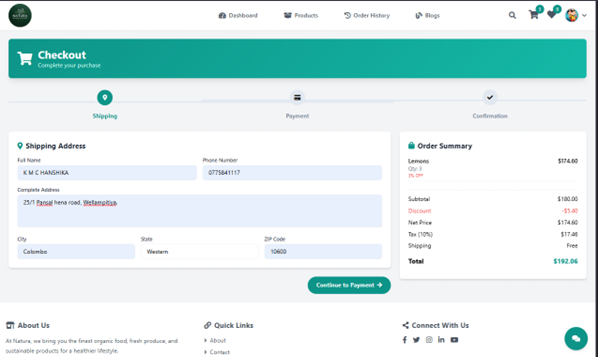 NATURA
Dashboard
Products
Order History
Blogs
3
Checkout
Complete your purchase
Shipping
Payment
Confirmation
Shipping Address
Full Name
Phone Number
K M C HANSHIKA
0775841117
Complete Address
25/1 Pansal hena road, Wellampitiya.
City
State
ZIP Code
Colombo
Western
10600
Continue to Payment →
Order Summary
Lemons
$174.60
Qty: 3
3% OFF
Subtotal
$180.00
Discount
-$5.40
Net Price
$174.60
Tax (10%)
$17.46
Shipping
Free
Total
$192.06
About Us
At Natura, we bring you the finest organic food, fresh produce, and
sustainable products for a healthier lifestyle.
Quick Links
About
Contact
Connect With Us